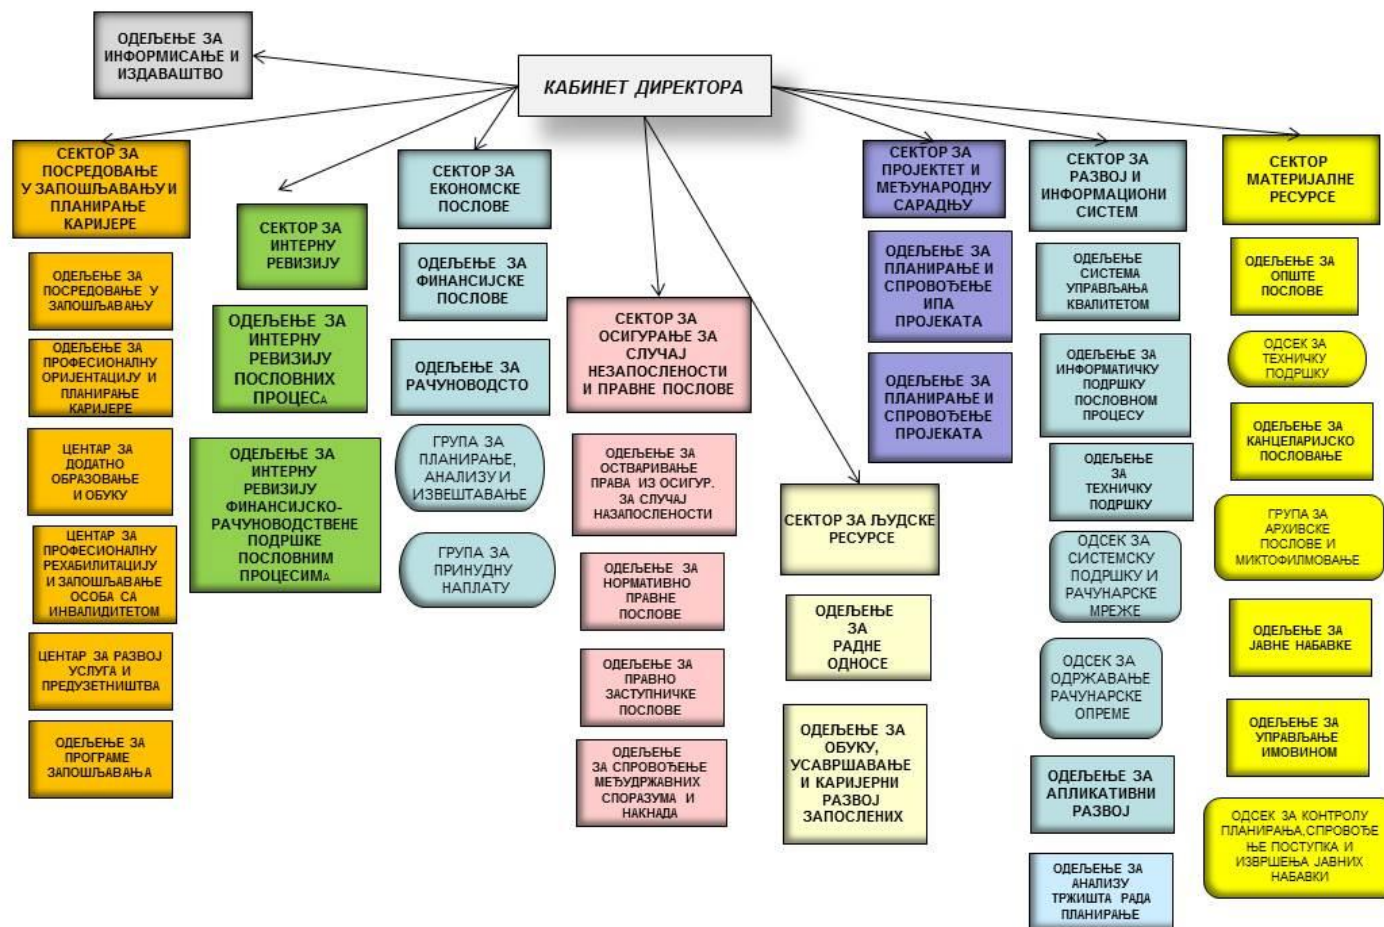 ОДЕЉЕЊЕ ЗА
ИНФОРМИСАЊЕ И
ИЗДАВАШТВО
КАБИНЕТ ДИРЕКТОРА
СЕКТОР ЗА
ПОСРЕДОВАЊЕ
У ЗАПОШЉАВАЊУ И
ПЛАНИРАЊЕ
КАРИЈЕРЕ
ОДЕЉЕЊЕ ЗА
ПОСРЕДОВАЊЕ У
ЗАПОШЉАВАЊУ
ОДЕЉЕЊЕ ЗА
ПРОФЕСИОНАЛНУ
ОРИЈЕНТАЦИЈУ И
ПЛАНИРАЊЕ
КАРИЈЕРЕ
ЦЕНТАР ЗА
ДОДАТНО
ОБРАЗОВАЊЕ
И ОБУКУ
ЦЕНТАР ЗА
ПРОФЕСИОНАЛНУ
РЕХАБИЛИТАЦИЈУ
И ЗАПОШЉАВАЊЕ
ОСОБА СА
ИНВАЛИДИТЕТОМ
ЦЕНТАР ЗА РАЗВОЈ
УСЛУГА И
ПРЕДУЗЕТНИШТВА
ОДЕЉЕЊЕ ЗА
ПРОГРАМЕ
ЗАПОШЉАВАЊА
СЕКТОР ЗА
ИНТЕРНУ
РЕВИЗИЈУ
ОДЕЉЕЊЕ ЗА
ИНТЕРНУ
РЕВИЗИЈУ
ПОСЛОВНИХ
ПРОЦЕСА
ОДЕЉЕЊЕ ЗА
ИНТЕРНУ
РЕВИЗИЈУ
ФИНАНСИЈСКО-
РАЧУНОВОДСТВЕНЕ
ПОДРШКЕ
ПОСЛОВНИМ
ПРОЦЕСИМА
СЕКТОР ЗА
ЕКОНОМСКЕ
ПОСЛОВЕ
ОДЕЉЕЊЕ ЗА
ФИНАНСИЈСКЕ
ПОСЛОВЕ
ОДЕЉЕЊЕ ЗА
РАЧУНОВОДСТО
ГРУПА ЗА
ПЛАНИРАЊЕ,
АНАЛИЗУ И
ИЗВЕШТАВАЊЕ
ГРУПА ЗА
ПРИНУДНУ
НАПЛАТУ
СЕКТОР ЗА
ОСИГУРАЊЕ ЗА
СЛУЧАЈ
НЕЗАПОСЛЕНОСТИ
И ПРАВНЕ ПОСЛОВЕ
ОДЕЉЕЊЕ ЗА
ОСТВАРИВАЊЕ
ПРАВА ИЗ ОСИГУР.
ЗА СЛУЧАЈ
НАЗАПОСЛЕНОСТИ
ОДЕЉЕЊЕ ЗА
НОРМАТИВНО
ПРАВНЕ
ПОСЛОВЕ
ОДЕЉЕЊЕ ЗА
ПРАВНО
ЗАСТУПНИЧКЕ
ПОСЛОВЕ
ОДЕЉЕЊЕ
ЗА СПРОВОЂЕЊЕ
МЕЂУДРЖАВНИХ
СПОРАЗУМА И
НАКНАДА
СЕКТОР ЗА ЉУДСКЕ
РЕСУРСЕ
ОДЕЉЕЊЕ
ЗА
РАДНЕ
ОДНОСЕ
ОДЕЉЕЊЕ ЗА
ОБУКУ,
УСАВРШАВАЊЕ
И КАРИЈЕРНИ
РАЗВОЈ
ЗАПОСЛЕНИХ
СЕКТОР ЗА
ПРОЈЕКТЕТ И
МЕЂУНАРОДНУ
САРАДЊУ
ОДЕЉЕЊЕ ЗА
ПЛАНИРАЊЕ И
СПРОВОЂЕЊЕ
ИПА
ПРОЈЕКАТА
ОДЕЉЕЊЕ ЗА
ПЛАНИРАЊЕ И
СПРОВОЂЕЊЕ
ПРОЈЕКАТА
СЕКТОР ЗА
РАЗВОЈ И
ИНФОРМАЦИОНИ
СИСТЕМ
ОДЕЉЕЊЕ
СИСТЕМА
УПРАВЉАЊА
КВАЛИТЕТОМ
ОДЕЉЕЊЕ ЗА
ИНФОРМАТИЧКУ
ПОДРШКУ
ПОСЛОВНОМ
ПРОЦЕСУ
ОДЕЉЕЊЕ
ЗА
ТЕХНИЧКУ
ПОДРШКУ
ОДСЕК ЗА
СИСТЕМСКУ
ПОДРШКУ И
РАЧУНАРСКЕ
МРЕЖЕ
ОДСЕК ЗА
ОДРЖАВАЊЕ
РАЧУНАРСКЕ
ОПРЕМЕ
ОДЕЉЕЊЕ ЗА
АПЛИКАТИВНИ
РАЗВОЈ
ОДЕЉЕЊЕ ЗА
АНАЛИЗУ
ТРЖИШТА РАДА
ПЛАНИРАЊЕ
СЕКТОР
МАТЕРИЈАЛНЕ
РЕСУРСЕ
ОДЕЉЕЊЕ ЗА
ОПШТЕ
ПОСЛОВЕ
ОДСЕК ЗА
ТЕХНИЧКУ
ПОДРШКУ
ОДЕЉЕЊЕ ЗА
КАНЦЕЛАРИЈСКО
ПОСЛОВАЊЕ
ГРУПА ЗА
АРХИВСКЕ
ПОСЛОВЕ И
МИКТОФИЛМОВАЊЕ
ОДЕЉЕЊЕ ЗА
ЈАВНЕ НАБАВКЕ
ОДЕЉЕЊЕ ЗА
УПРАВЉАЊЕ
ИМОВИНОМ
ОДСЕК ЗА КОНТРОЛУ
ПЛАНИРАЊА,СПРОВОЂЕ
ЊЕ ПОСТУПКА И
ИЗВРШЕЊА ЈАВНИХ
НАБАВКИ